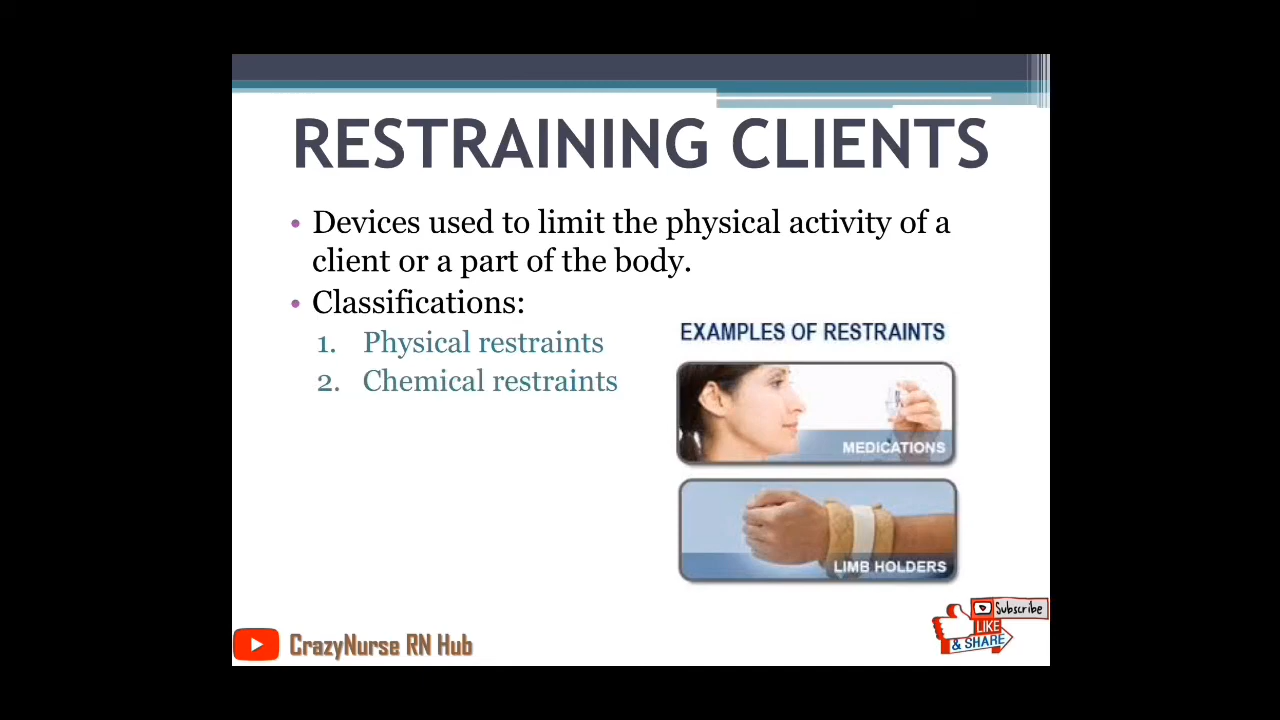 RESTRAINING CLIENTS
• Devices used to limit the physical activity of a
client or a part of the body.
• Classifications:
1. Physical restraints
2. Chemical restraints
EXAMPLES OF RESTRAINTS
MEDICATIONS
LIMB HOLDERS
CrazyNurse RN Hub
Subscribe
LIKE
& SHARE